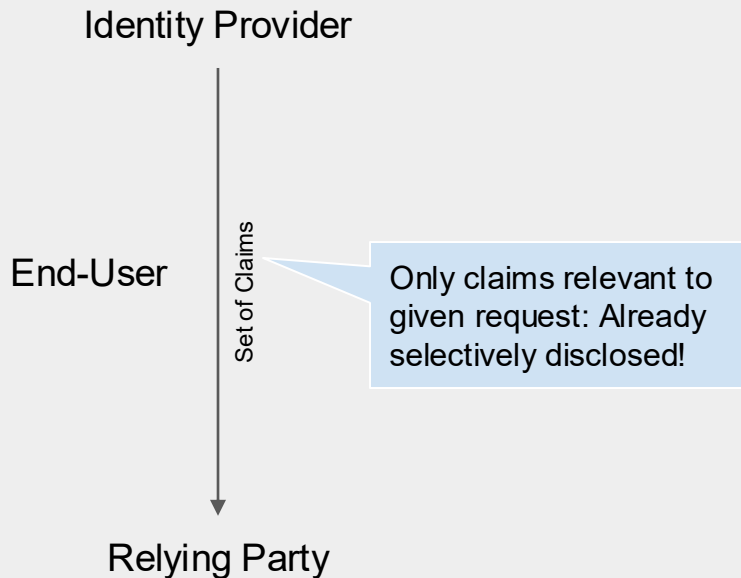 Identity Provider
Set of Claims
End-User
Only claims relevant to
given request: Already
selectively disclosed!
Relying Party